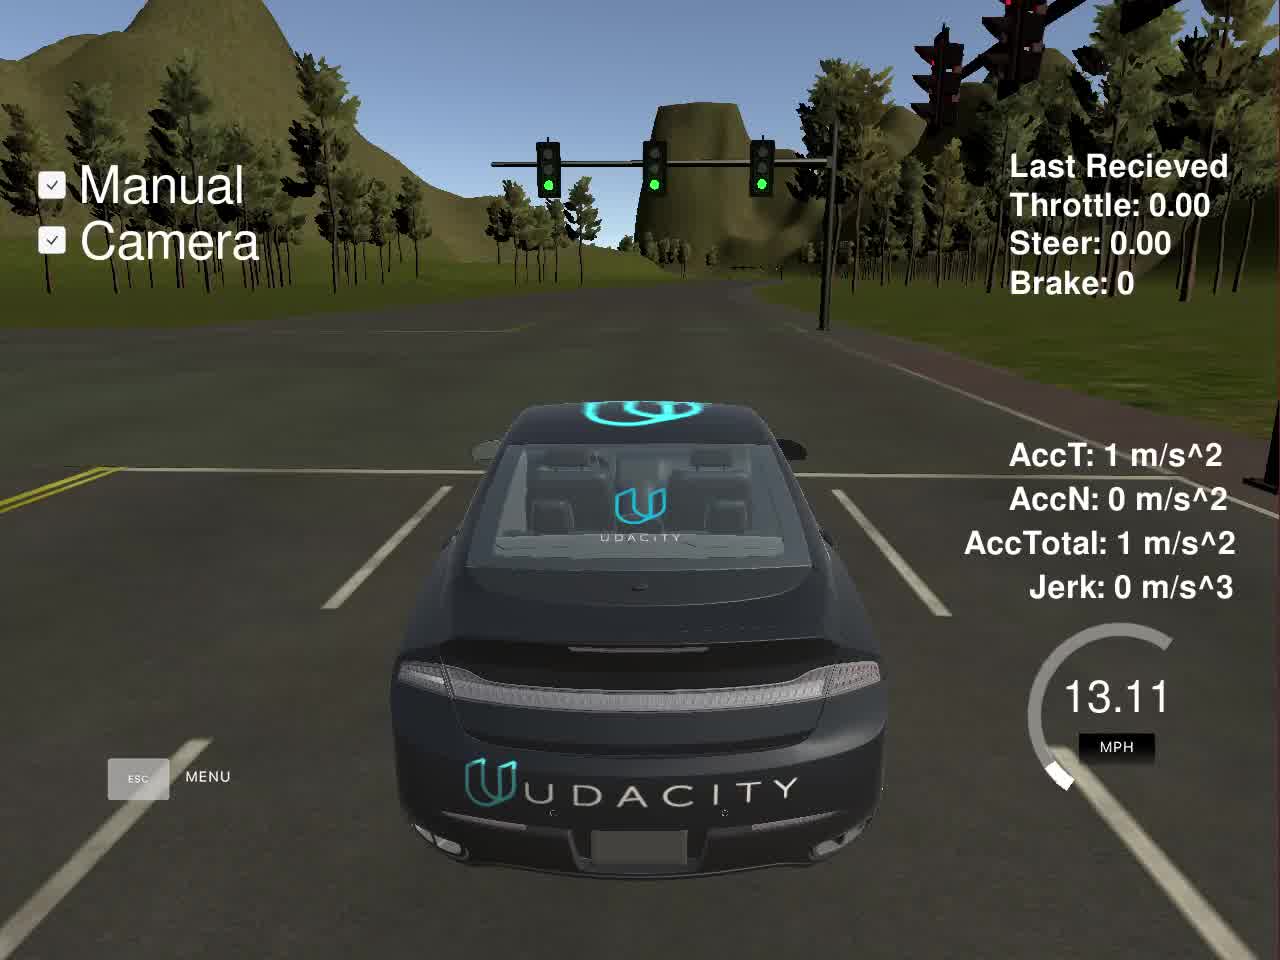 Manual
Camera
Last Recieved
Throttle: 0.00
Steer: 0.00
Brake: 0
AccT: 1 m/s^2
AccN: 0 m/s^2
AccTotal: 1 m/s^2
Jerk: 0 m/s^3
13.11
MPH
ESC MENU
UDACITY
UDACITY